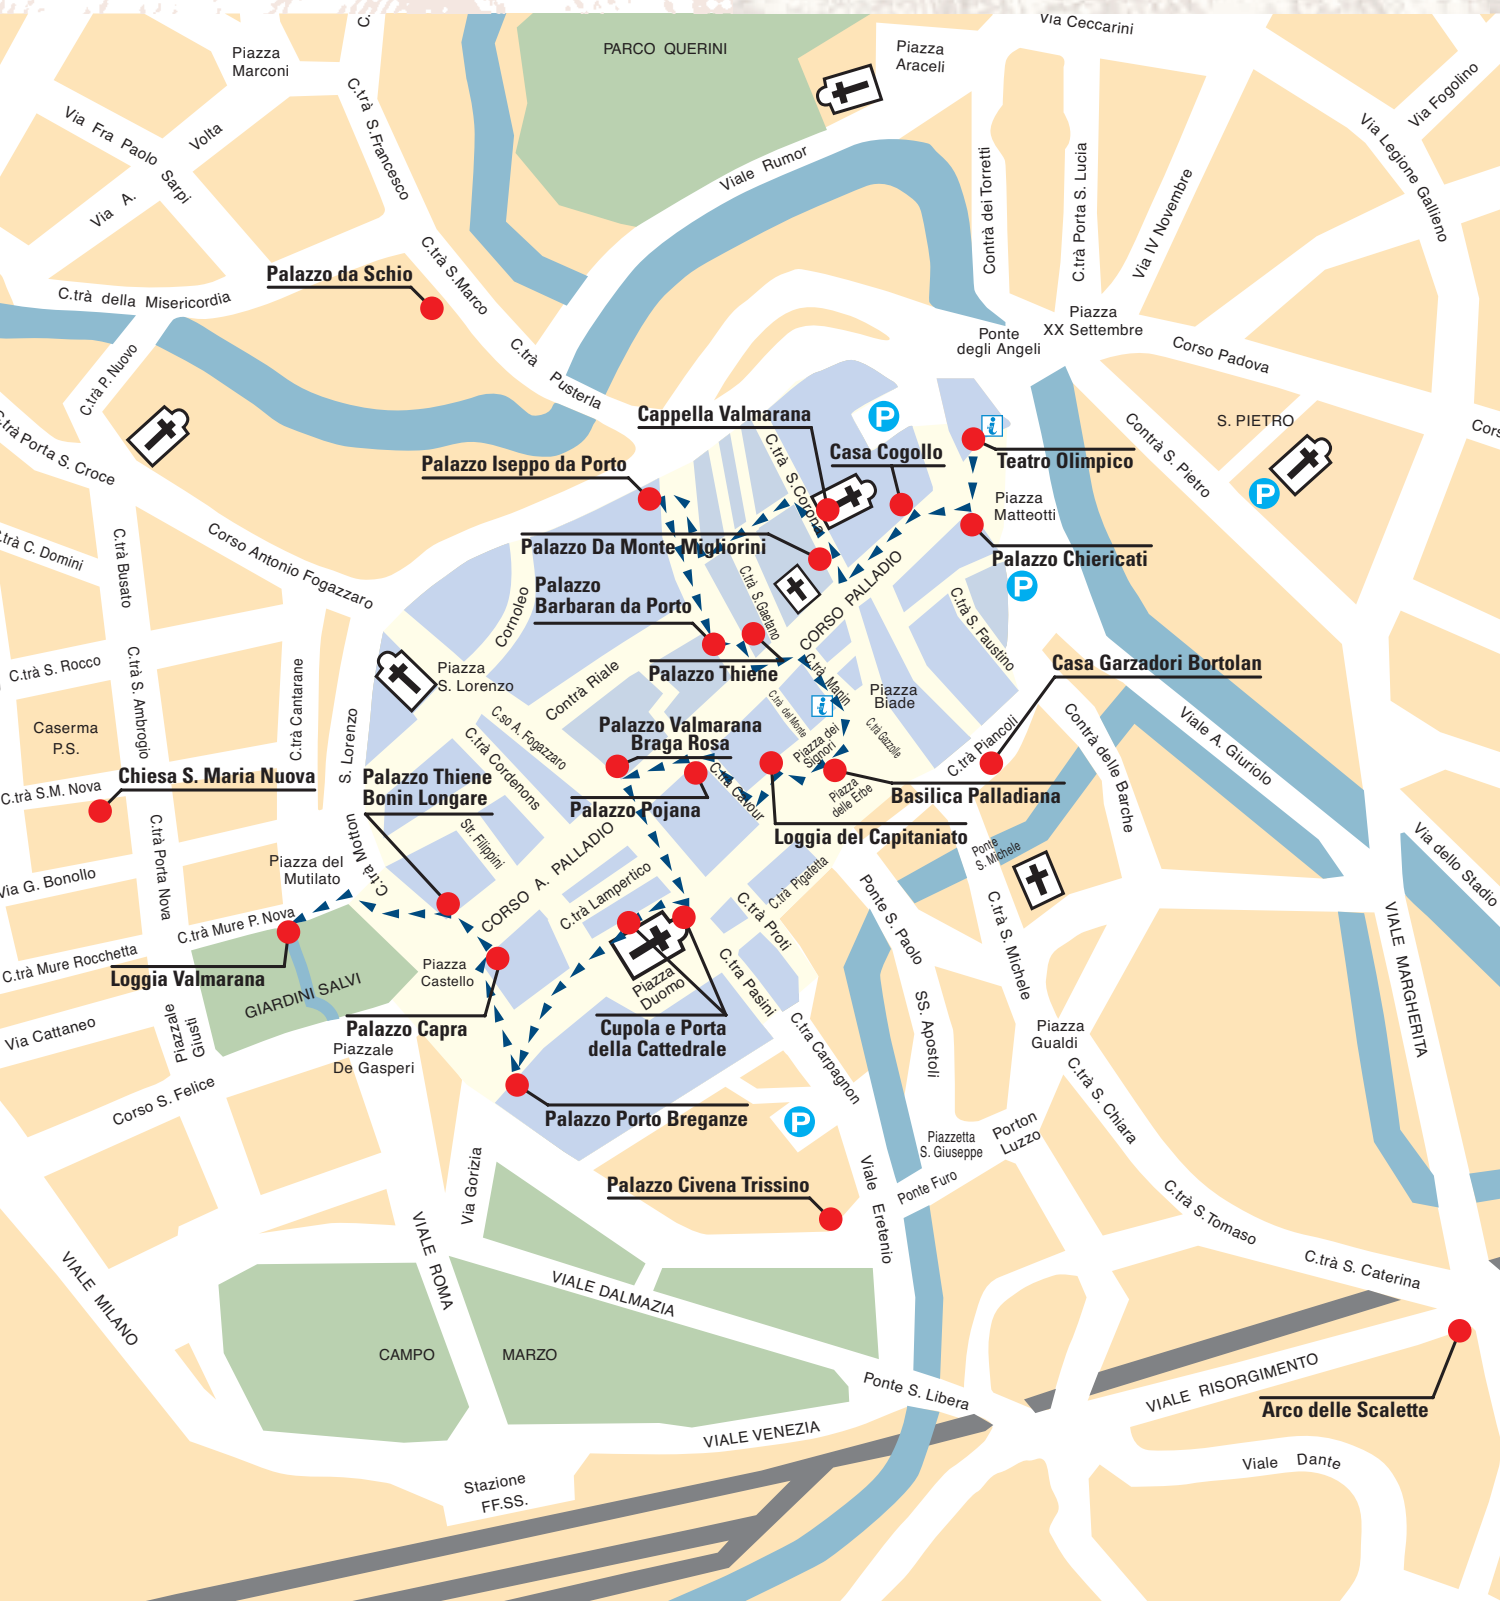 C.
Via Ceccarini
Piazza
Marconi
PARCO QUERINI
Piazza
Araceli
Via Fogolino
Via Fra Paolo Sarpi
Via A. Volta
C.trà S.Francesco
Viale Rumor
Contrà dei Torretti
C.trà Porta S. Lucia
Via IV Novembre
Via Legione Gallieno
Palazzo da Schio
C.trà S.Marco
C.trà della Misericordia
C.trà Pusterla
C.trà P. Nuovo
Ponte
degli Angeli
Piazza
XX Settembre
Corso Padova
C.trà Porta S. Croce
Cappella Valmarana
P
i
S. PIETRO
Cors
Contrà S. Pietro
C.trà S.Corona
Casa Cogollo
Teatro Olimpico
Palazzo Iseppo da Porto
P
Piazza
Matteotti
.trà C. Domini
C.trà Busato
Corso Antonio Fogazzaro
Palazzo Da Monte Migliorini
Palazzo Chiericati
P
Palazzo
Barbaran da Porto
Cornoleo
C.trà S. Gaetano
CORSO PALLADIO
C.trà S. Faustino
C.trà S. Rocco
C.trà S. Ambrogio
C.trà Cantarane
Piazza
S. Lorenzo
Contrà Riale
Palazzo Thiene
C.trà Manin
Casa Garzadori Bortolan
Piazza
Biade
i
C.trà del Monte
C.trà Gazzolle
Caserma
P.S.
S. Lorenzo
C.so A. Fogazzaro
C.trà Cordenons
Palazzo Valmarana
Braga Rosa
Piazza dei
Signori
C.trà Piancoli
Contrà delle Barche
Viale A. Giuriolo
Chiesa S. Maria Nuova
Palazzo Thiene
Bonin Longare
C.trà S.M. Nova
Palazzo Pojana
C.trà Cavour
Piazza
delle Erbe
Basilica Palladiana
Loggia del Capitaniato
C.trà Porta Nova
C.trà Motton
Str. Filippini
CORSO A. PALLADIO
Ponte
S. Michele
Via dello Stadio
Via G. Bonollo
Piazza del
Mutilato
C.trà Lampertico
C.trà Pigafetta
C.trà Proti
Ponte S. Paolo
C.trà S. Michele
VIALE MARGHERITA
C.trà Mure P. Nova
C.trà Mure Rocchetta
Loggia Valmarana
GIARDINI SALVI
Piazza
Castello
Piazza
Duomo
C.tra Pasini
Palazzo Capra
Cupola e Porta
della Cattedrale
Via Cattaneo
Piazzale
Giusti
Piazzale
De Gasperi
C.tra Carpagnon
SS. Apostoli
Piazza
Gualdi
C.trà S. Chiara
Corso S. Felice
Palazzo Porto Breganze
P
Piazzetta
S. Giuseppe
Porton
Luzzo
Via Gorizia
Palazzo Civena Trissino
Viale Eretenio
Ponte Furo
C.trà S.Tomaso
C.trà S. Caterina
VIALE MILANO
VIALE ROMA
VIALE DALMAZIA
CAMPO MARZO
Ponte S. Libera
VIALE RISORGIMENTO
Arco delle Scalette
VIALE VENEZIA
Viale Dante
Stazione
FF.SS.